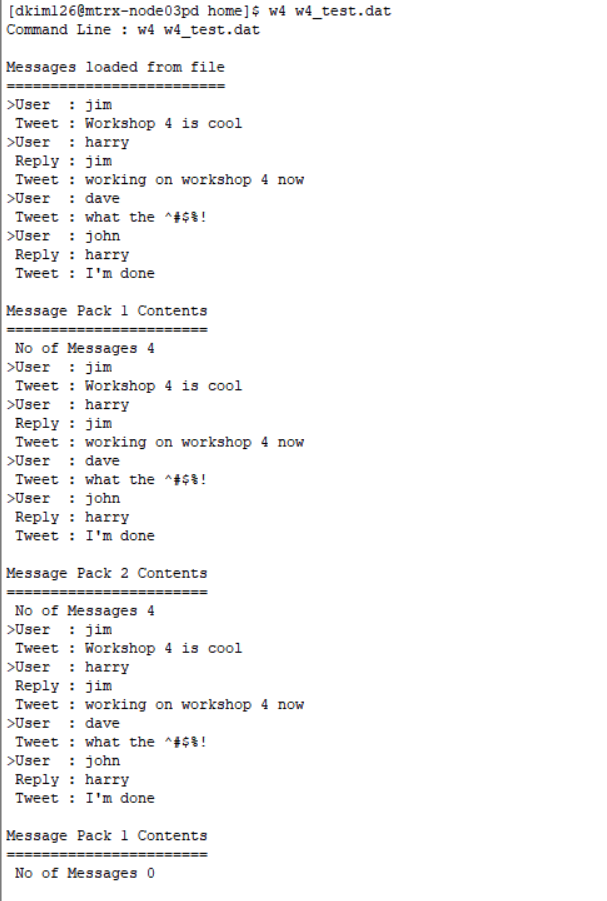 [dkim126@mtrx-node03pd home]$ w4 w4_test.dat
Command Line : w4 w4_test.dat

Messages loaded from file
=========================
>User  : jim
 Tweet : Workshop 4 is cool
>User  : harry
 Reply : jim
 Tweet : working on workshop 4 now
>User  : dave
 Tweet : what the ^#$%!
>User  : john
 Reply : harry
 Tweet : I'm done

Message Pack 1 Contents
=======================
 No of Messages 4
>User  : jim
 Tweet : Workshop 4 is cool
>User  : harry
 Reply : jim
 Tweet : working on workshop 4 now
>User  : dave
 Tweet : what the ^#$%!
>User  : john
 Reply : harry
 Tweet : I'm done

Message Pack 2 Contents
=======================
 No of Messages 4
>User  : jim
 Tweet : Workshop 4 is cool
>User  : harry
 Reply : jim
 Tweet : working on workshop 4 now
>User  : dave
 Tweet : what the ^#$%!
>User  : john
 Reply : harry
 Tweet : I'm done

Message Pack 1 Contents
=======================
 No of Messages 0